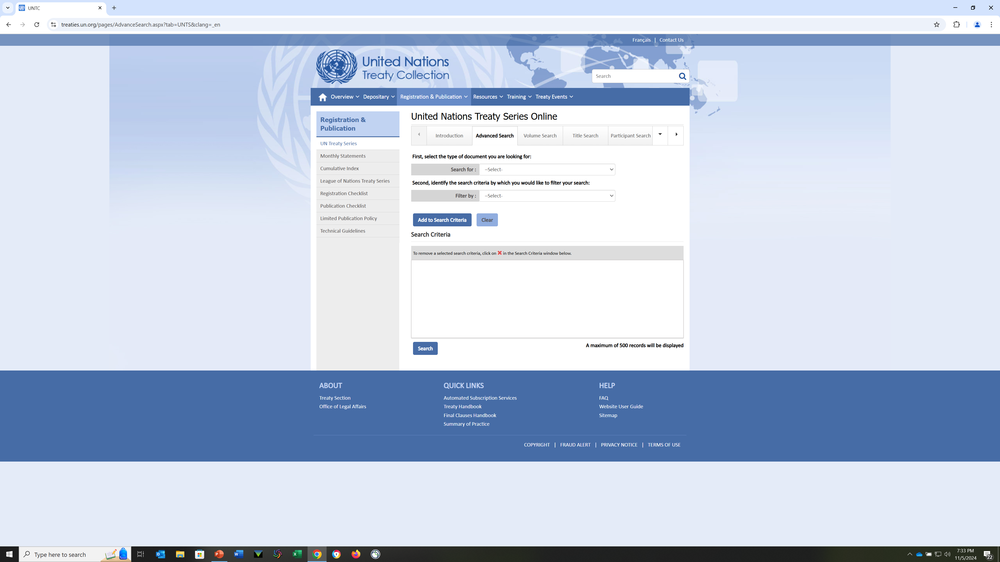 UNTC
treaties.un.org/pages/AdvanceSearch.aspx?tab=UNTS&clang=_en
Français | Contact Us
United Nations
Treaty Collection
Search
Overview Depositary Registration & Publication Resources Training Treaty Events
Registration &
Publication
UN Treaty Series
Monthly Statements
Cumulative Index
League of Nations Treaty Series
Registration Checklist
Publication Checklist
Limited Publication Policy
Technical Guidelines
United Nations Treaty Series Online
Introduction Advanced Search Volume Search Title Search Participant Search
First, select the type of document you are looking for:
Search for : --Select-
Second, identify the search criteria by which you would like to filter your search:
Filter by : --Select-
Add to Search Criteria Clear
Search Criteria
To remove a selected search criteria, click on in the Search Criteria window below.
Search A maximum of 500 records will be displayed
ABOUT
Treaty Section
Office of Legal Affairs
QUICK LINKS
Automated Subscription Services
Treaty Handbook
Final Clauses Handbook
Summary of Practice
HELP
FAQ
Website User Guide
Sitemap
COPYRIGHT | FRAUD ALERT | PRIVACY NOTICE | TERMS OF USE
Type here to search
7:33 PM
11/5/2024
22